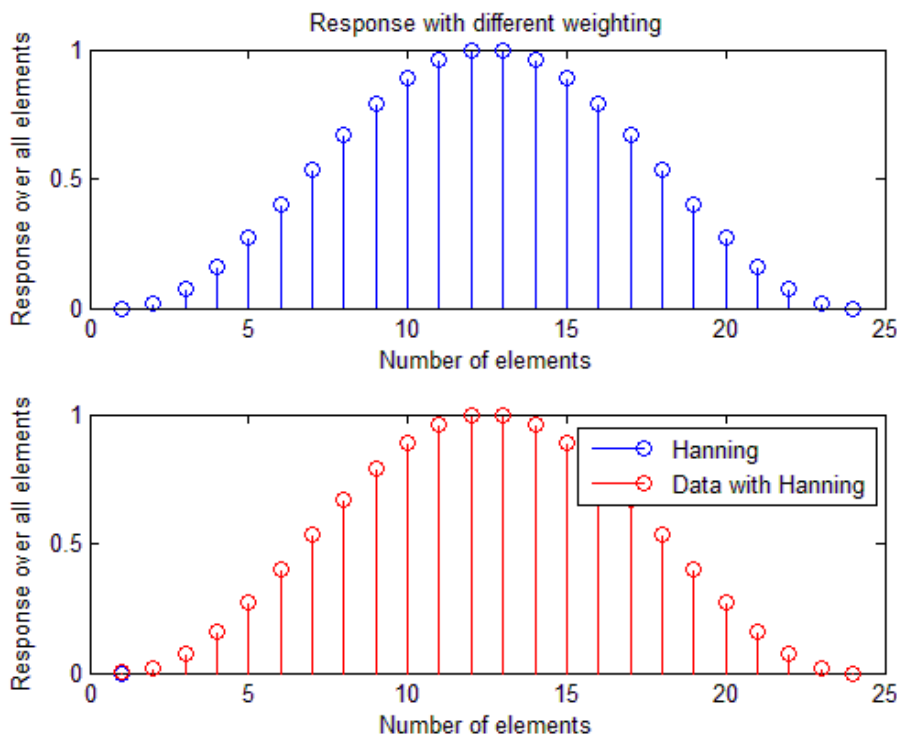 Response with different weighting
Response over all elements
1
0.5
0
0 5 10 15 20 25
Number of elements
Response over all elements
1
0.5
0
Hanning
Data with Hanning
0 5 10 15 20 25
Number of elements